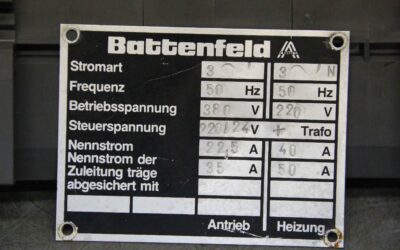 Battenfeld
Stromart 3 ~ 3 ~ N
Frequenz 50 Hz 50 Hz
Betriebsspannung 380 V 220 V
Steuerspannung 220/24 V + Trafo
Nennstrom 22,5 A 40 A
Nennstrom der
Zuleitung träge 35 A 50 A
abgesichert mit
Antrieb Heizung